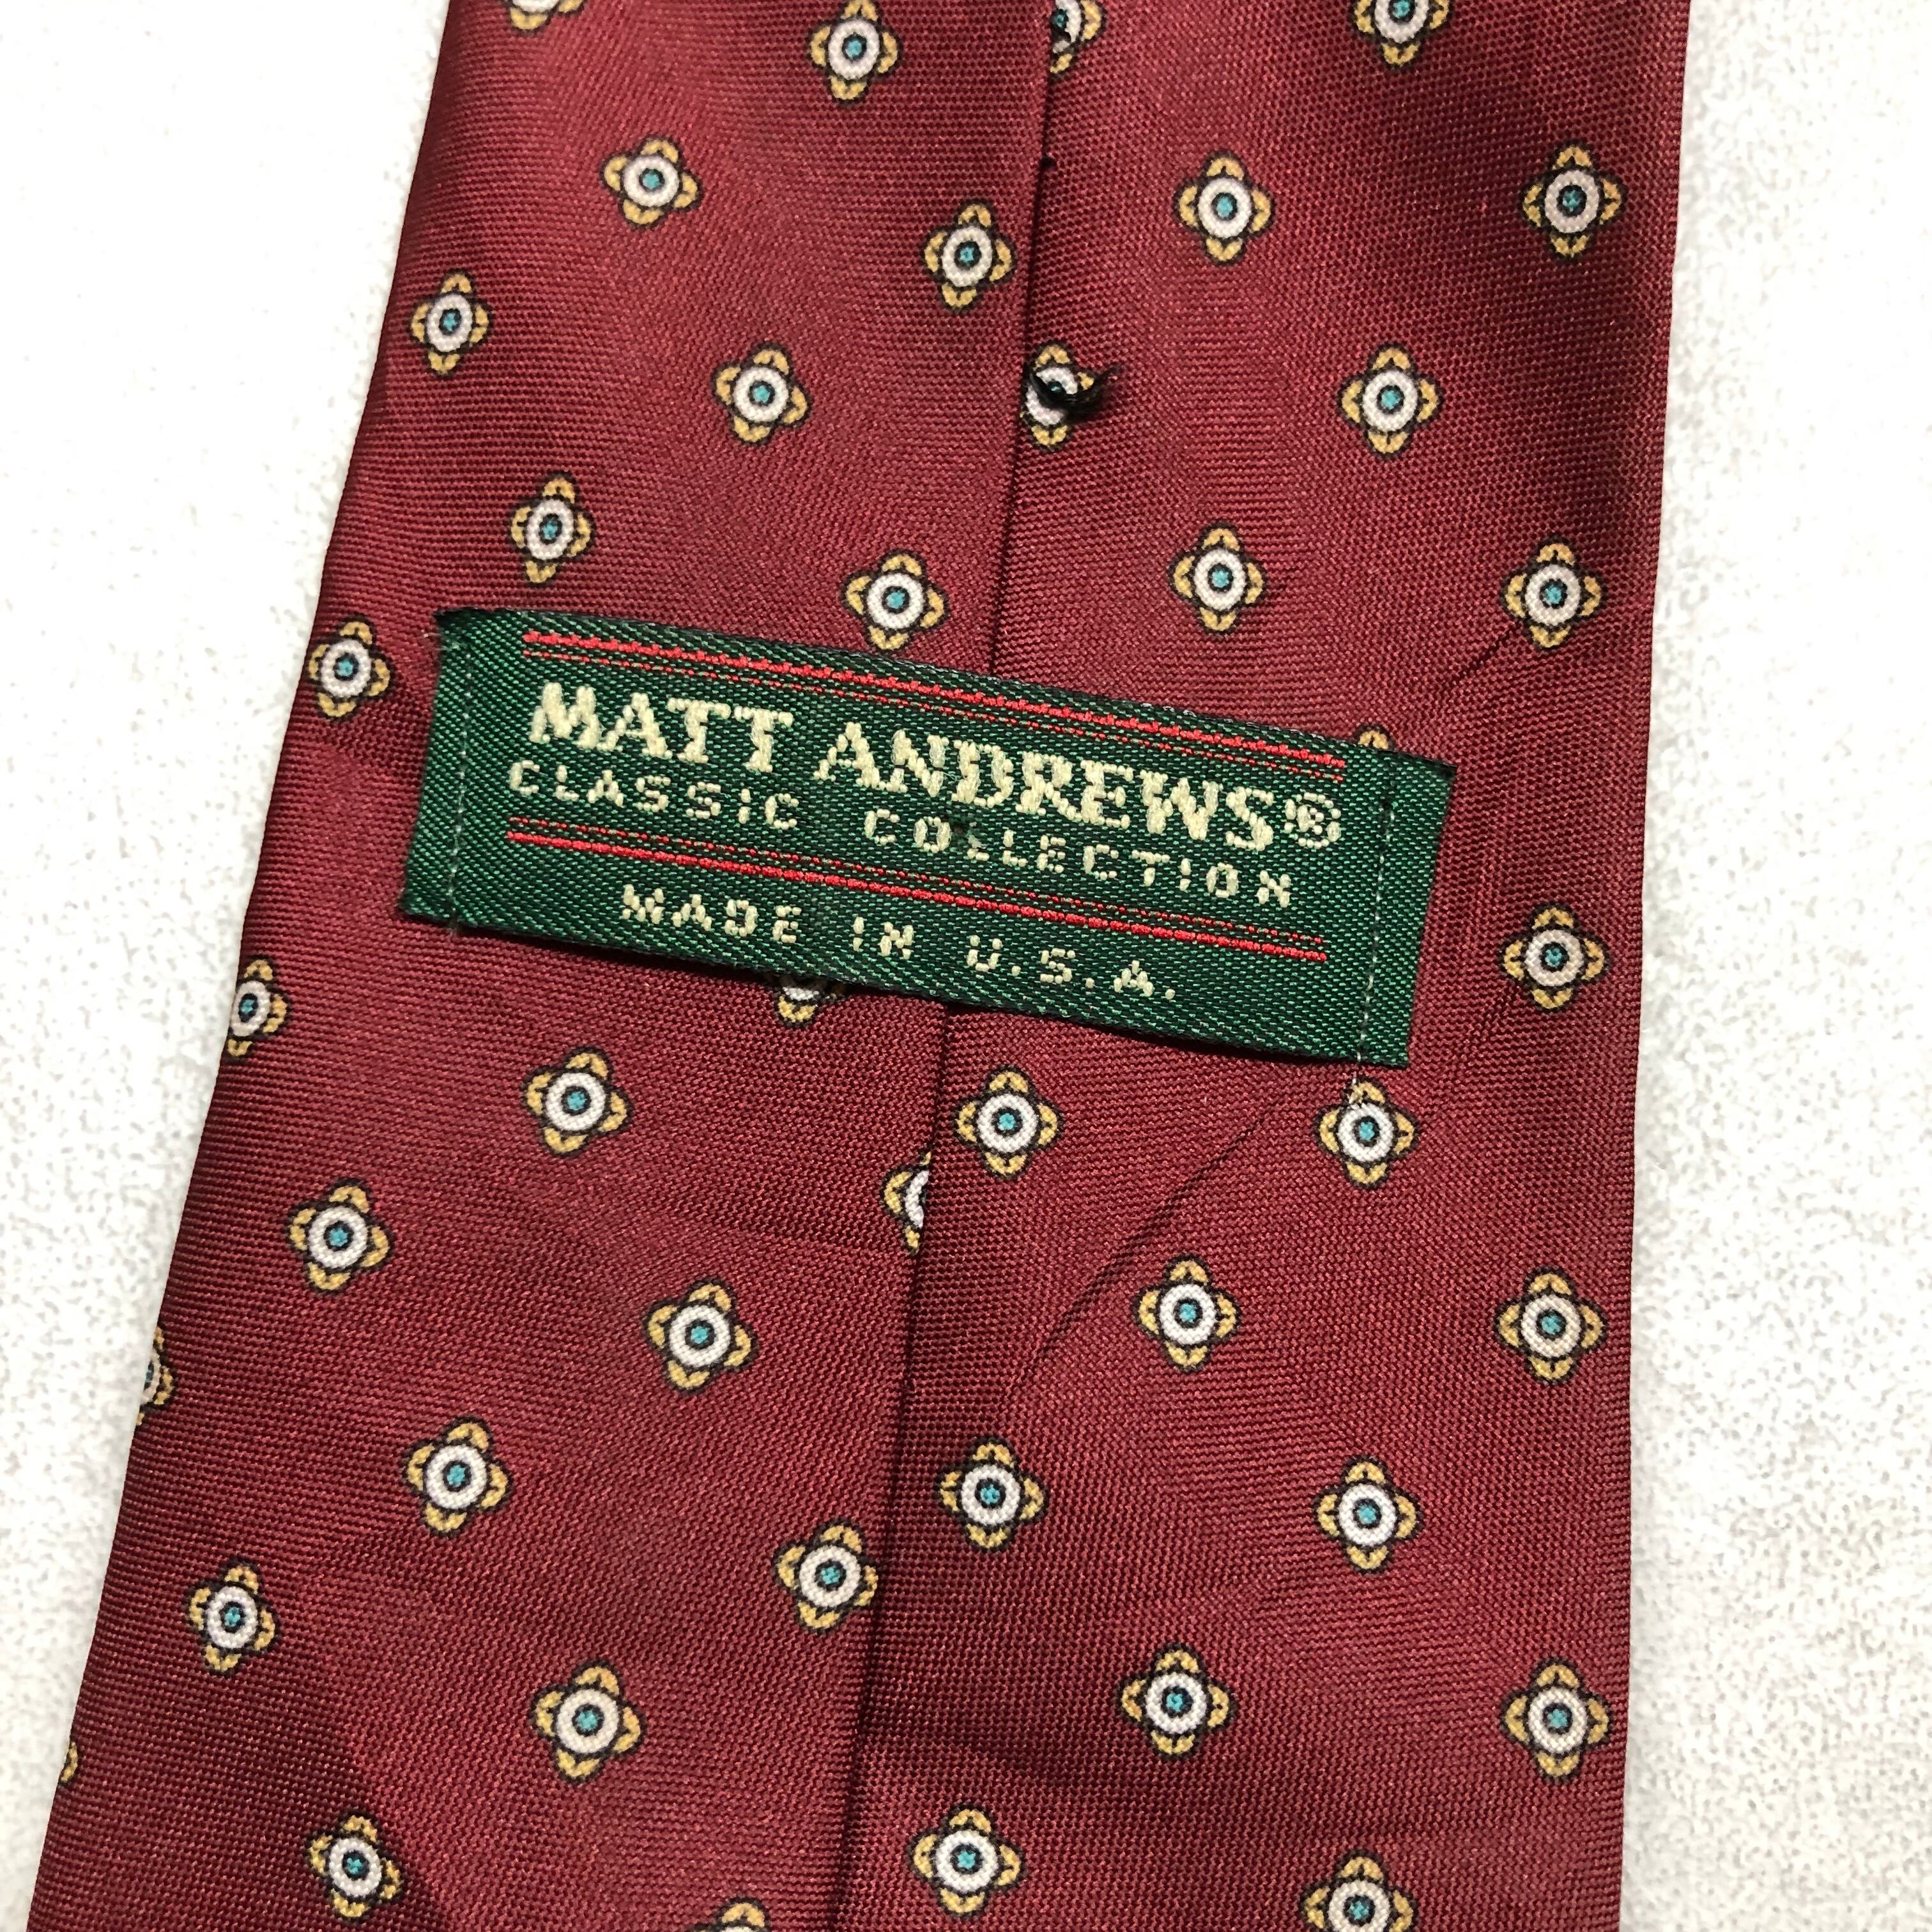 MATT ANDREWS®
CLASSIC COLLECTION
MADE IN U.S.A.